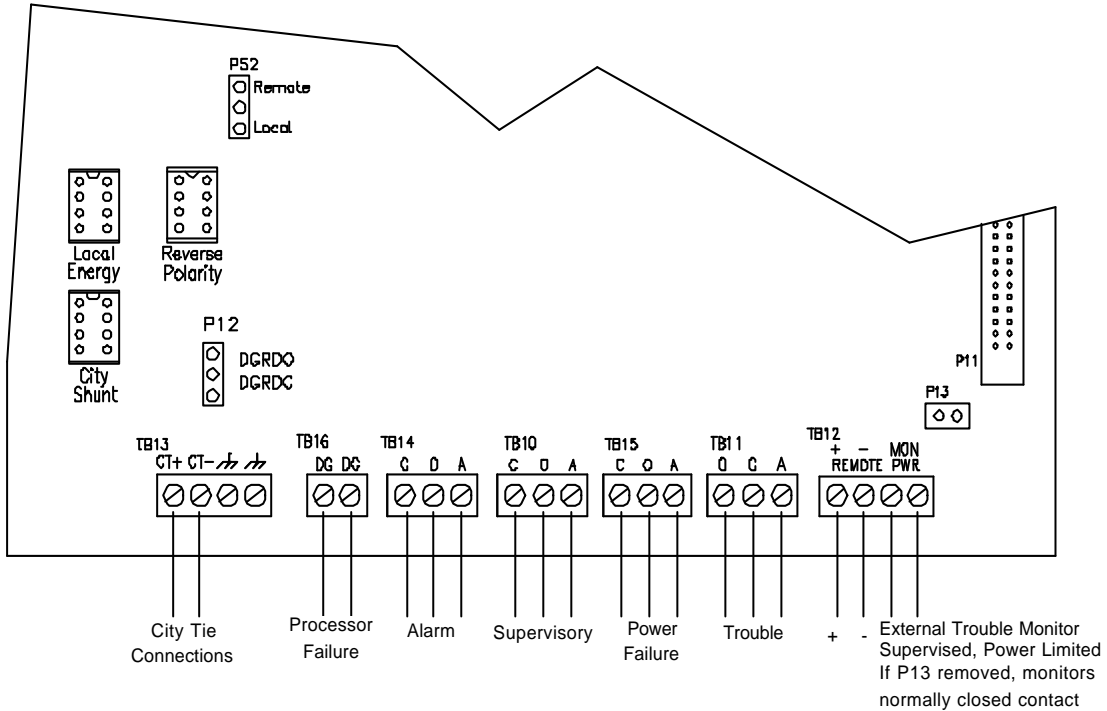 P52
Remote
Local
Local
Energy
Reverse
Polarity
City
Shunt
P12
DGRDO
DGRDC
P11
P13
TB13
CT+ CT-
TB16
DG DG
TB14
C O A
TB10
C O A
TB15
C O A
TB11
O C A
TB12
+ - MON
REMOTE PWR
City Tie
Connections
Processor
Failure
Alarm
Supervisory
Power
Failure
Trouble
+ -
External Trouble Monitor
Supervised, Power Limited
If P13 removed, monitors
normally closed contact